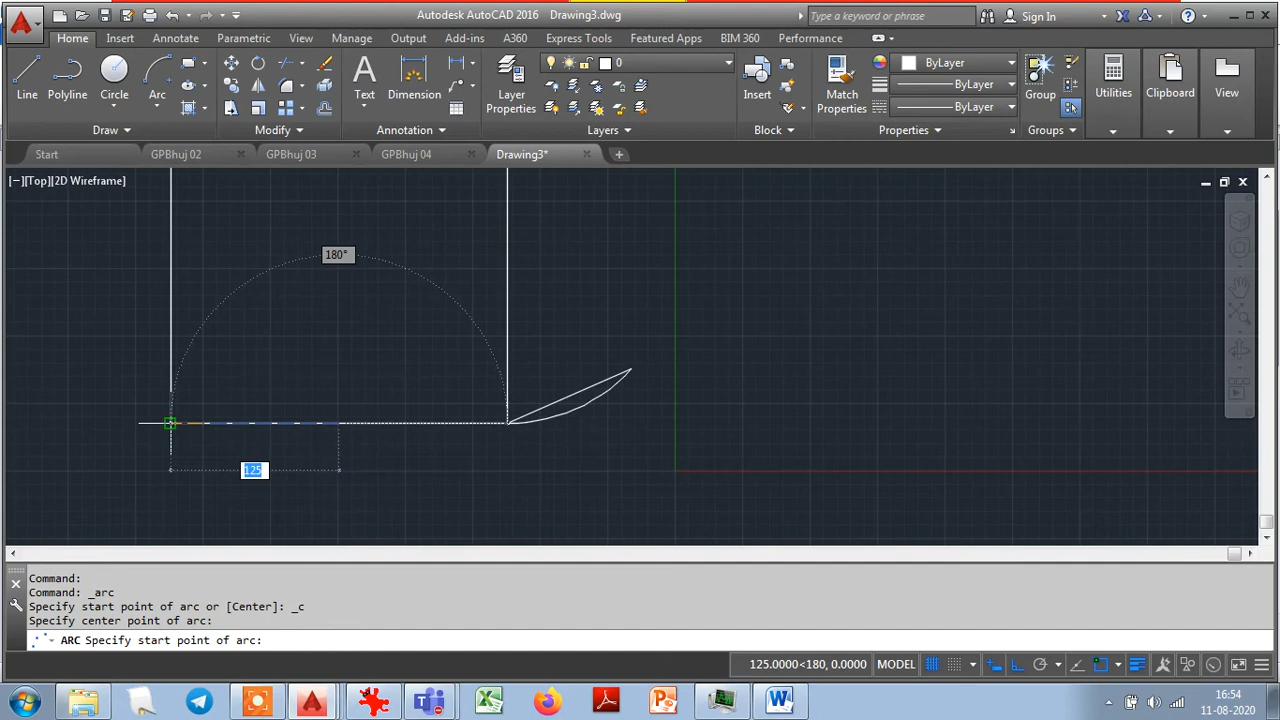 Autodesk AutoCAD 2016 Drawing3.dwg
Type a keyword or phrase
Sign In
Home Insert Annotate Parametric View Manage Output Add-ins A360 Express Tools Featured Apps BIM 360 Performance
Line Polyline Circle Arc
Text Dimension
Layer
Properties
0
Insert
Match
Properties
ByLayer
ByLayer
ByLayer
Group
Utilities
Clipboard
View
Draw Modify Annotation Layers Block Properties Groups
Start GPBhuj 02 GPBhuj 03 GPBhuj 04 Drawing3*
[−][Top][2D Wireframe]
180°
125
Command:
Command: _arc
Specify start point of arc or [Center]: _c
Specify center point of arc:
ARC Specify start point of arc:
125.0000<180, 0.0000 MODEL
16:54
11-08-2020